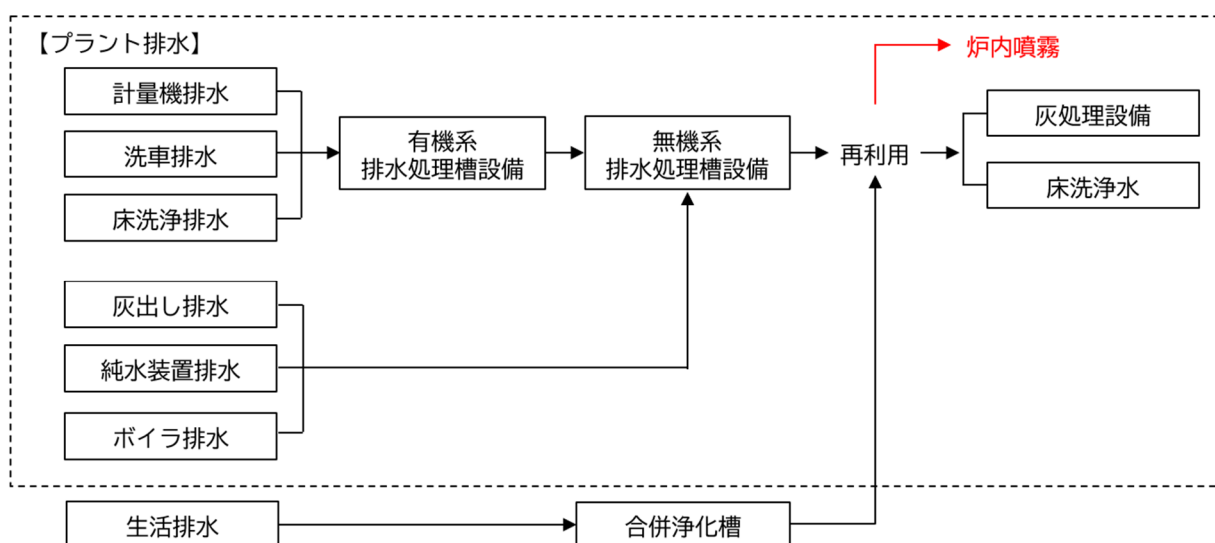 【プラント排水】
炉内噴霧
計量機排水
洗車排水
床洗浄排水
有機系
排水処理槽設備
無機系
排水処理槽設備
再利用
灰処理設備
床洗浄水
灰出し排水
純水装置排水
ボイラ排水
生活排水
合併浄化槽